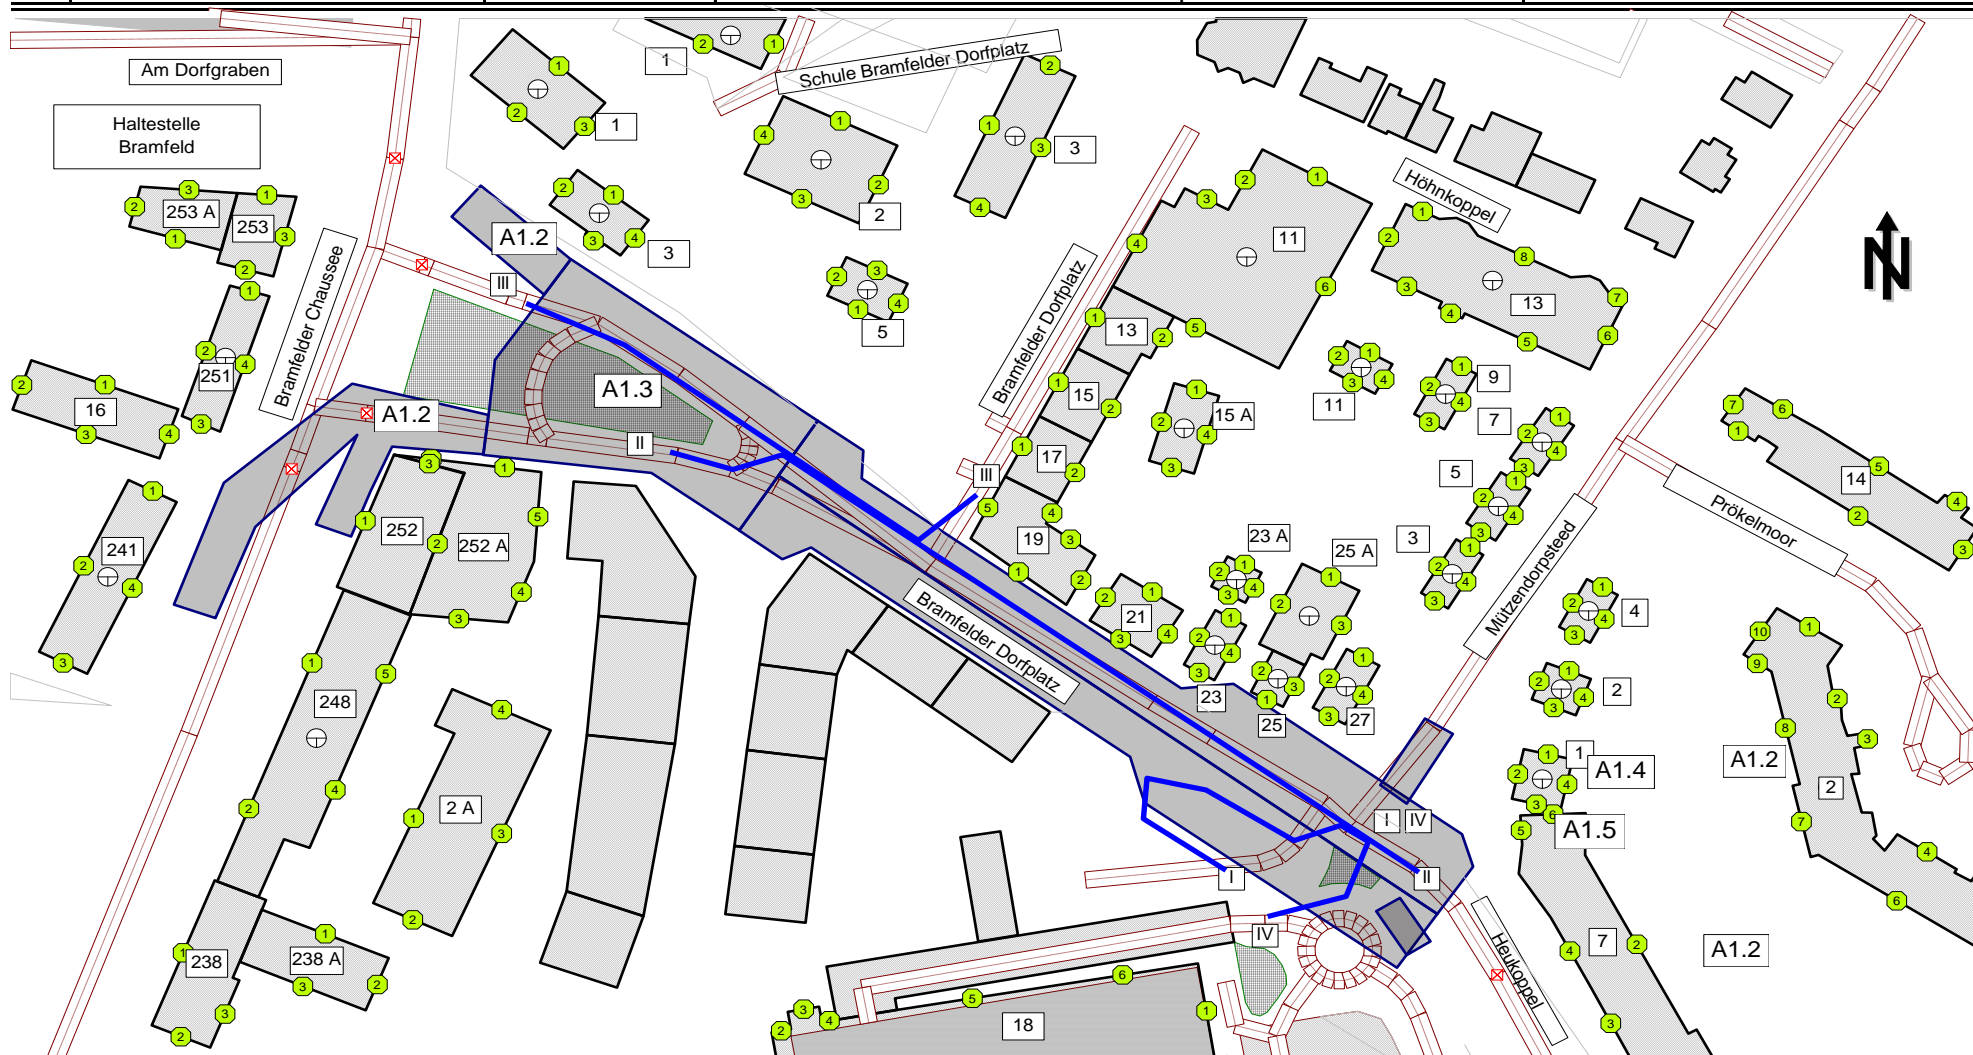 Am Dorfgraben
Haltestelle
Bramfeld
Schule Bramfelder Dorfplatz
Höhnkoppel
Bramfelder Chaussee
Bramfelder Dorfplatz
Bramfelder Dorfplatz
Mützendorpsteed
Prökelmoor
Heukoppel
N
A1.2
A1.3
A1.2
A1.4
A1.5
A1.2
A1.2
III
II
III
I
IV
I
II
IV
1
1
3
2
3
5
253 A
253
251
16
241
252
252 A
248
2 A
238
238 A
11
13
13
15
15 A
17
19
21
23 A
25 A
23
25
27
11
9
7
5
3
4
2
1
14
2
7
18